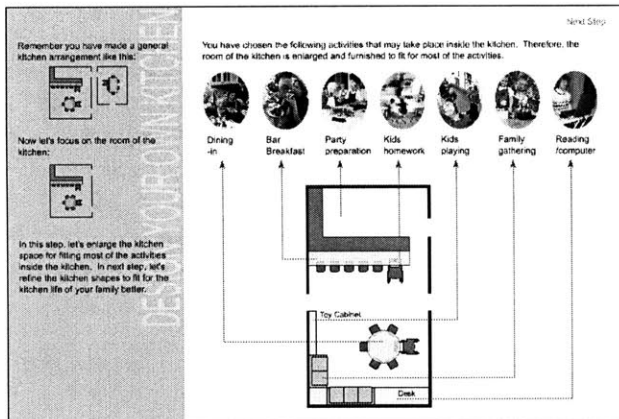 Next Step
Remember you have made a general
kitchen arrangement like this:
Now let's focus on the room of the
kitchen:
In this step, let's enlarge the kitchen
space for fitting most of the activities
inside the kitchen. In next step, let's
refine the kitchen shapes to fit for the
kitchen life of your family better.
DESIGN YOUR OWN KITCHEN
You have chosen the following activities that may take place inside the kitchen. Therefore, the
room of the kitchen is enlarged and furnished to fit for most of the activities.
Dining
-in
Bar
Breakfast
Party
preparation
Kids
homework
Kids
playing
Family
gathering
Reading
/computer
Toy Cabinet
Desk